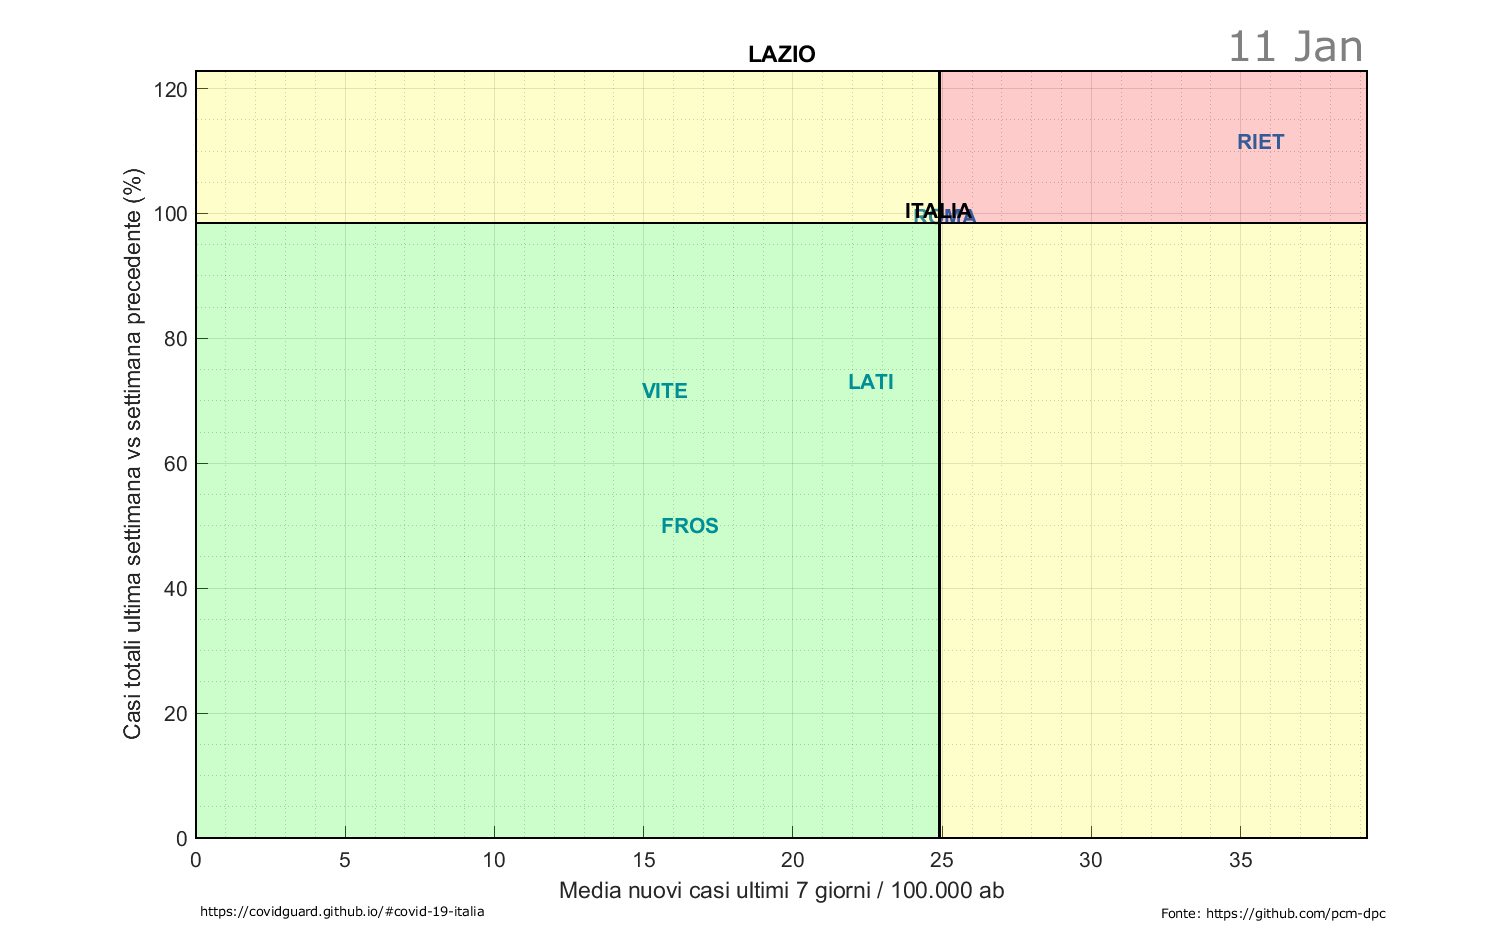 11 Jan
LAZIO
Casi totali ultima settimana vs settimana precedente (%)
120
100
80
60
40
20
0
RIET
ITALIA
ROMA
LATI
VITE
FROS
0 5 10 15 20 25 30 35
Media nuovi casi ultimi 7 giorni / 100.000 ab
https://covidguard.github.io/#covid-19-italia
Fonte: https://github.com/pcm-dpc